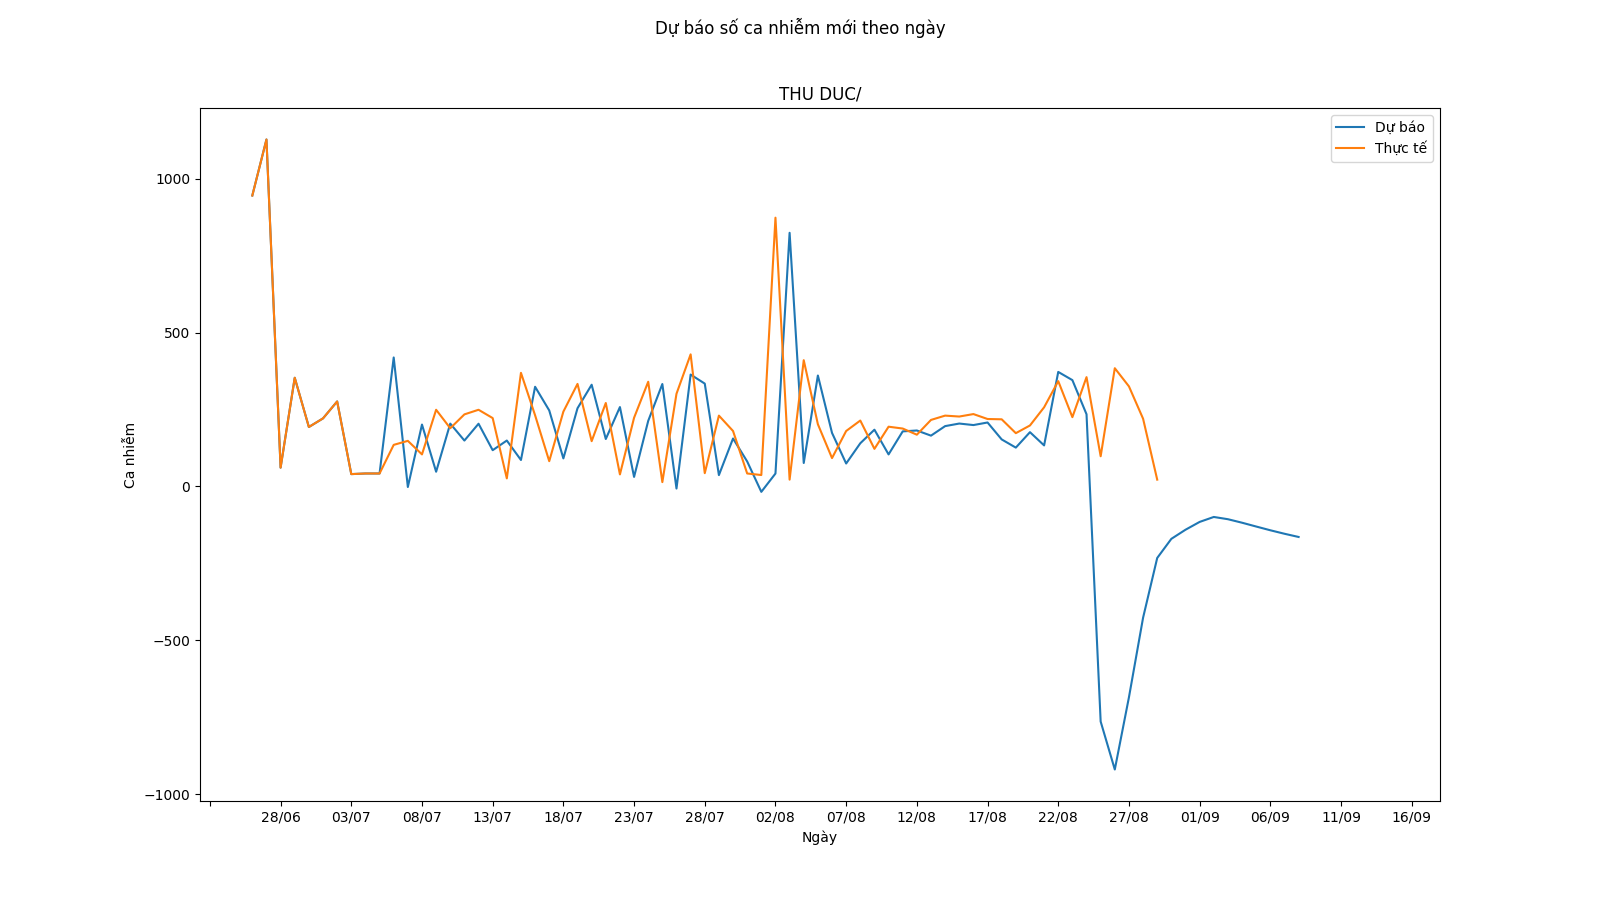 Dự báo số ca nhiễm mới theo ngày
THU DUC/
Dự báo
Thực tế
1000
500
0
−500
−1000
Ca nhiễm
28/06 03/07 08/07 13/07 18/07 23/07 28/07 02/08 07/08 12/08 17/08 22/08 27/08 01/09 06/09 11/09 16/09
Ngày